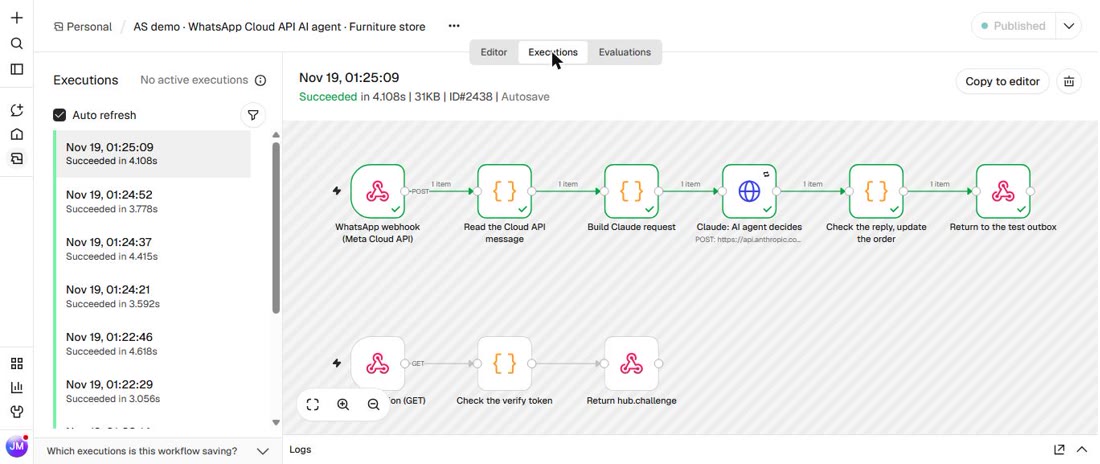 Personal / AS demo · WhatsApp Cloud API AI agent · Furniture store ...
Published
Editor Executions Evaluations
Executions No active executions
Auto refresh
Nov 19, 01:25:09
Succeeded in 4.108s
Nov 19, 01:24:52
Succeeded in 3.778s
Nov 19, 01:24:37
Succeeded in 4.415s
Nov 19, 01:24:21
Succeeded in 3.592s
Nov 19, 01:22:46
Succeeded in 4.618s
Nov 19, 01:22:29
Succeeded in 3.056s
Which executions is this workflow saving?
JM
Nov 19, 01:25:09
Succeeded in 4.108s | 31KB | ID#2438 | Autosave
Copy to editor
POST 1 item 1 item 1 item 1 item 1 item
WhatsApp webhook
(Meta Cloud API)
Read the Cloud API
message
Build Claude request
Claude: AI agent decides
POST: https://api.anthropic.co...
Check the reply, update
the order
Return to the test outbox
GET
(GET)
Check the verify token
Return hub.challenge
Logs